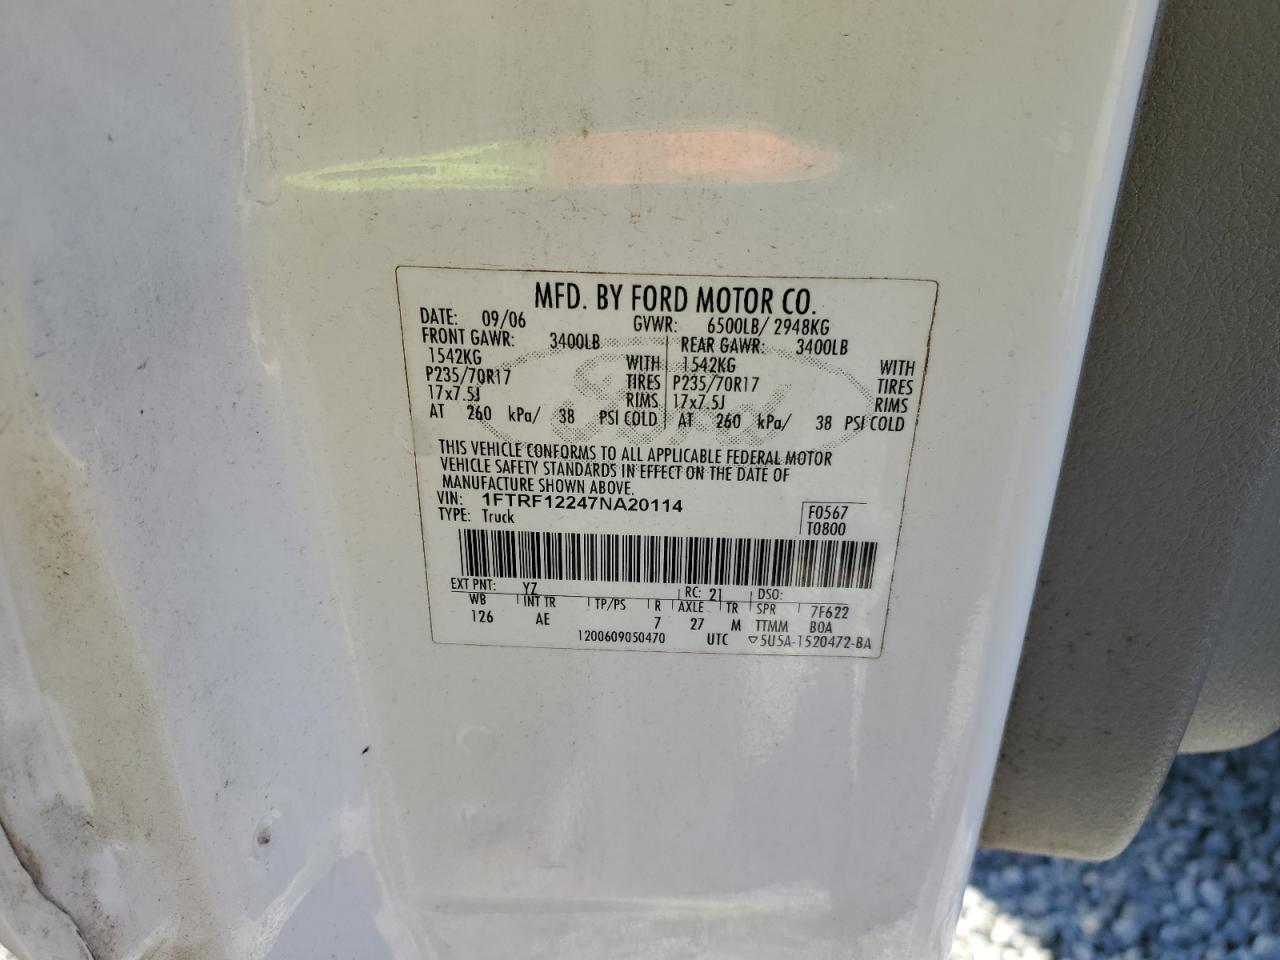 MFD. BY FORD MOTOR CO.
DATE: 09/06 GVWR: 6500LB/ 2948KG
FRONT GAWR: 3400LB REAR GAWR: 3400LB
1542KG WITH 1542KG WITH
P235/70R17 TIRES P235/70R17 TIRES
17x7.5J RIMS 17x7.5J RIMS
AT 260 kPa/ 38 PSI COLD AT 260 kPa/ 38 PSI COLD
THIS VEHICLE CONFORMS TO ALL APPLICABLE FEDERAL MOTOR
VEHICLE SAFETY STANDARDS IN EFFECT ON THE DATE OF
MANUFACTURE SHOWN ABOVE.
VIN: 1FTRF12247NA20114 F0567
TYPE: Truck T0800
EXT PNT: YZ RC: 21 DSO:
WB INT TR TP/PS R AXLE TR SPR 7F622
126 AE 7 27 M TTMM BOA
1200609050470 UTC ▽5U5A-1520472-BA
Ford